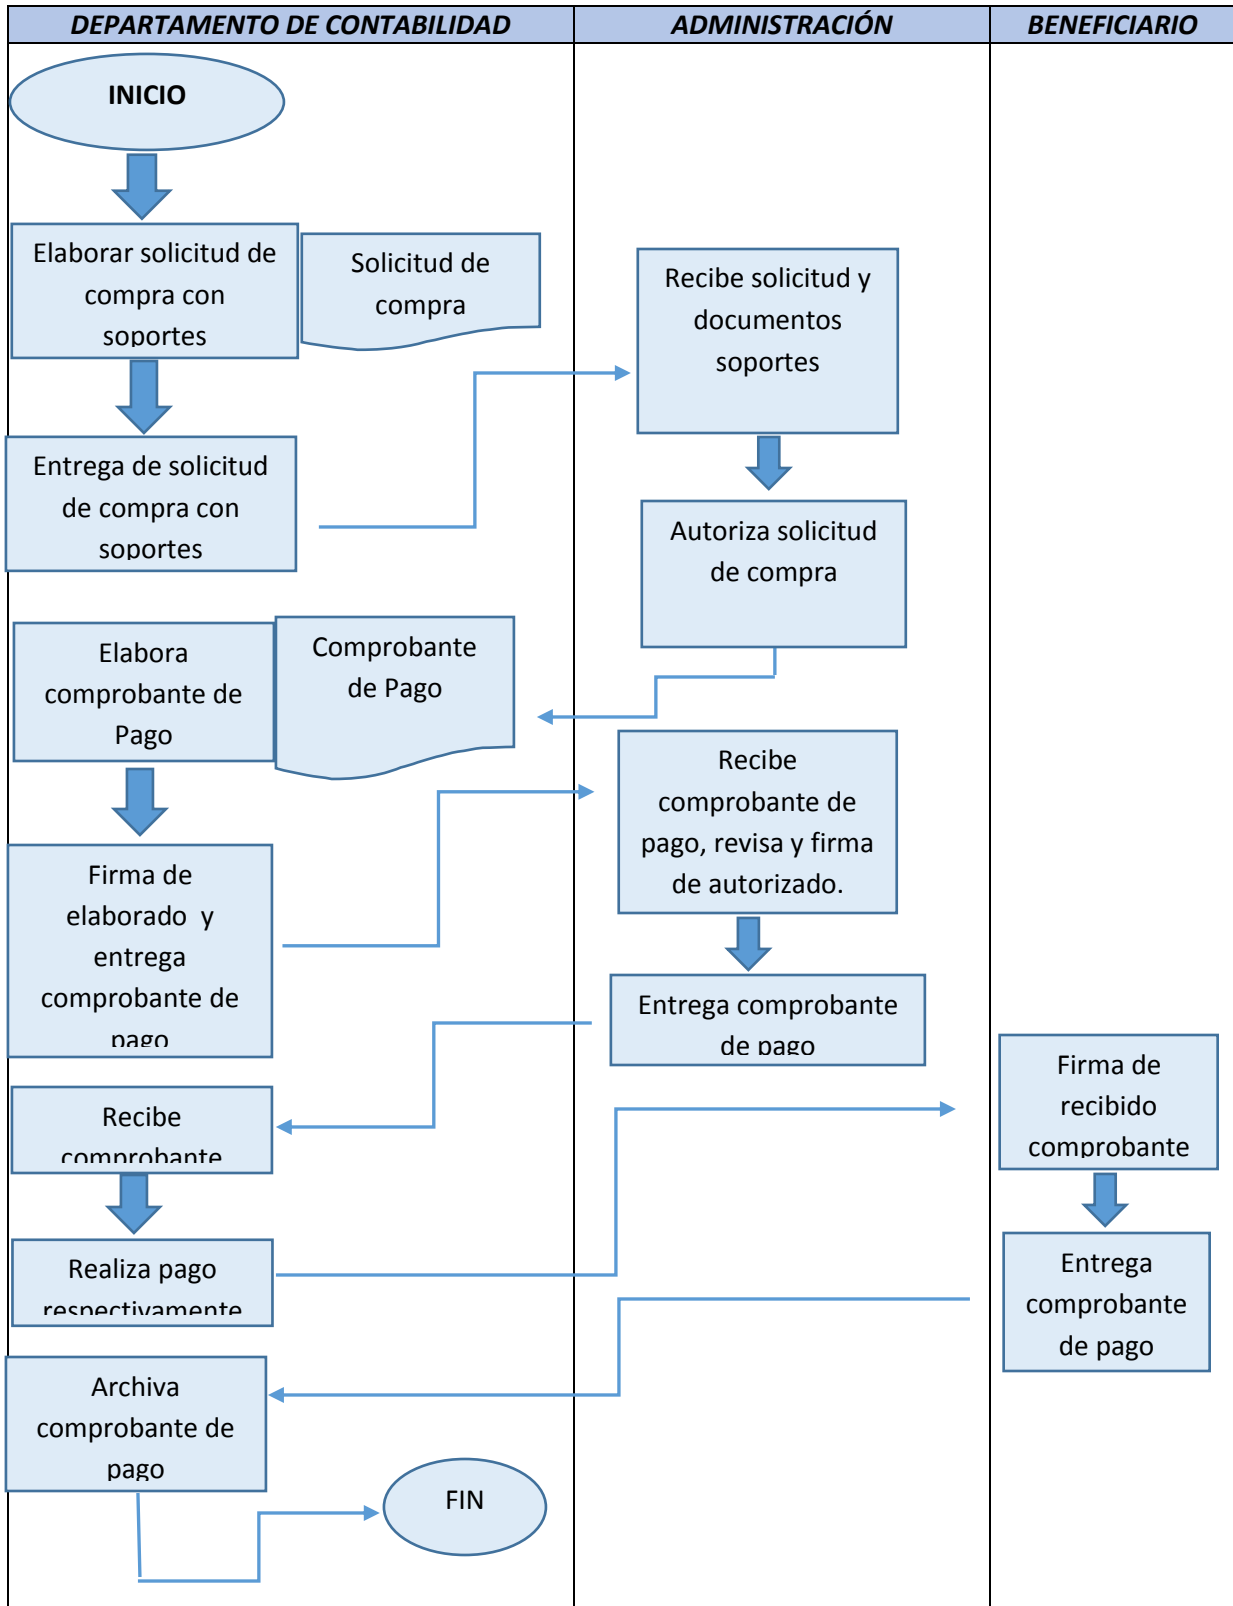 DEPARTAMENTO DE CONTABILIDAD
ADMINISTRACIÓN
BENEFICIARIO
INICIO
Elaborar solicitud de
compra con
soportes
Solicitud de
compra
Recibe solicitud y
documentos
soportes
Entrega de solicitud
de compra con
soportes
Autoriza solicitud
de compra
Elabora
comprobante de
Pago
Comprobante
de Pago
Recibe
comprobante de
pago, revisa y firma
de autorizado.
Firma de
elaborado y
entrega
comprobante de
pago
Entrega comprobante
de pago
Recibe
comprobante
Firma de
recibido
comprobante
Realiza pago
respectivamente
Entrega
comprobante
de pago
Archiva
comprobante de
pago
FIN